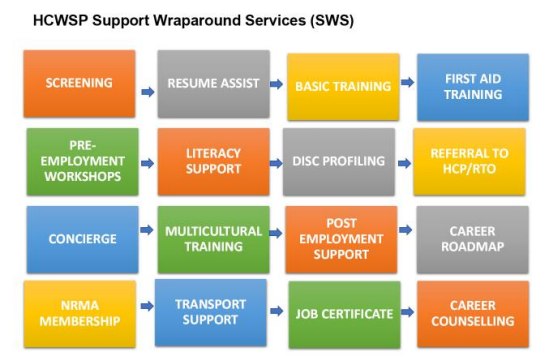 HCWSP Support Wraparound Services (SWS)
SCREENING
RESUME ASSIST
BASIC TRAINING
FIRST AID
TRAINING
PRE-
EMPLOYMENT
WORKSHOPS
LITERACY
SUPPORT
DISC PROFILING
REFERRAL TO
HCP/RTO
CONCIERGE
MULTICULTURAL
TRAINING
POST
EMPLOYMENT
SUPPORT
CAREER
ROADMAP
NRMA
MEMBERSHIP
TRANSPORT
SUPPORT
JOB CERTIFICATE
CAREER
COUNSELLING